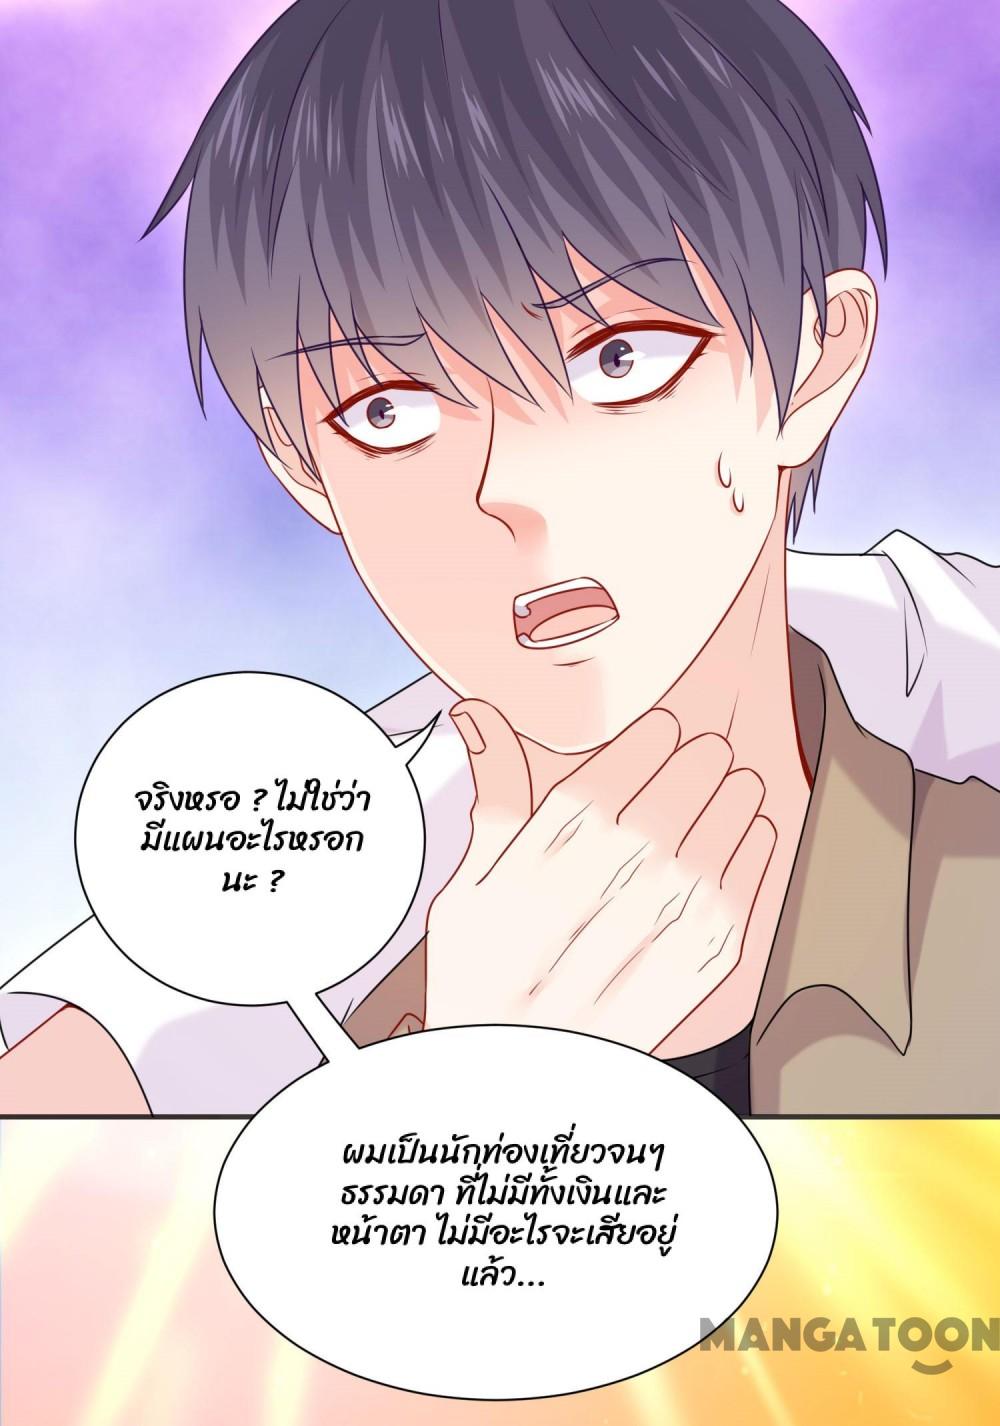 จริงหรอ ? ไม่ใช่ว่า
มีแผนอะไรหรอก
นะ ?
ผมเป็นนักท่องเที่ยวจนๆ
ธรรมดา ที่ไม่มีทั้งเงินและ
หน้าตา ไม่มีอะไรจะเสียอยู่
แล้ว...
MANGATOON